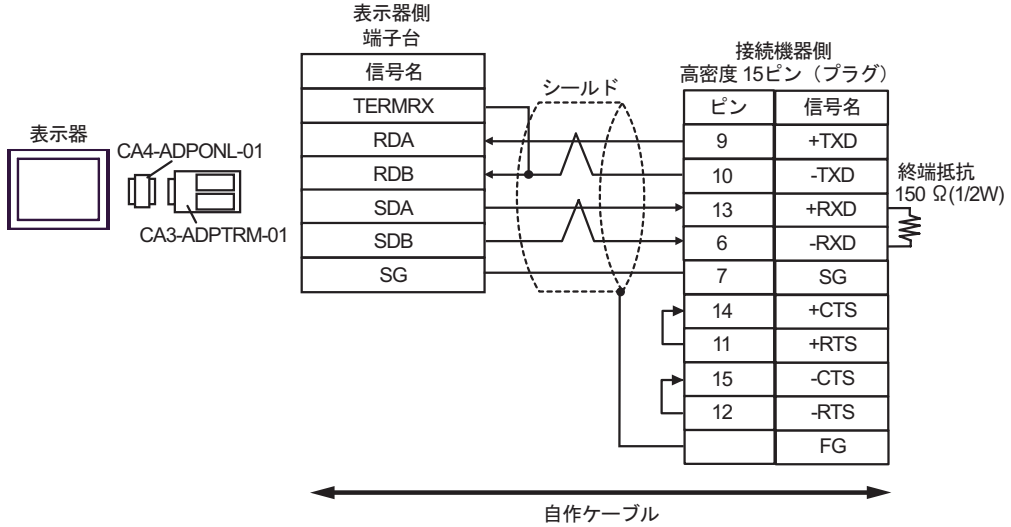 表示器側
端子台
信号名
TERMRX
RDA
RDB
SDA
SDB
SG
シールド
接続機器側
高密度 15ピン（プラグ）
ピン 信号名
9 +TXD
10 -TXD
13 +RXD
6 -RXD
7 SG
14 +CTS
11 +RTS
15 -CTS
12 -RTS
FG
終端抵抗
150 Ω(1/2W)
表示器
CA4-ADPONL-01
CA3-ADPTRM-01
自作ケーブル